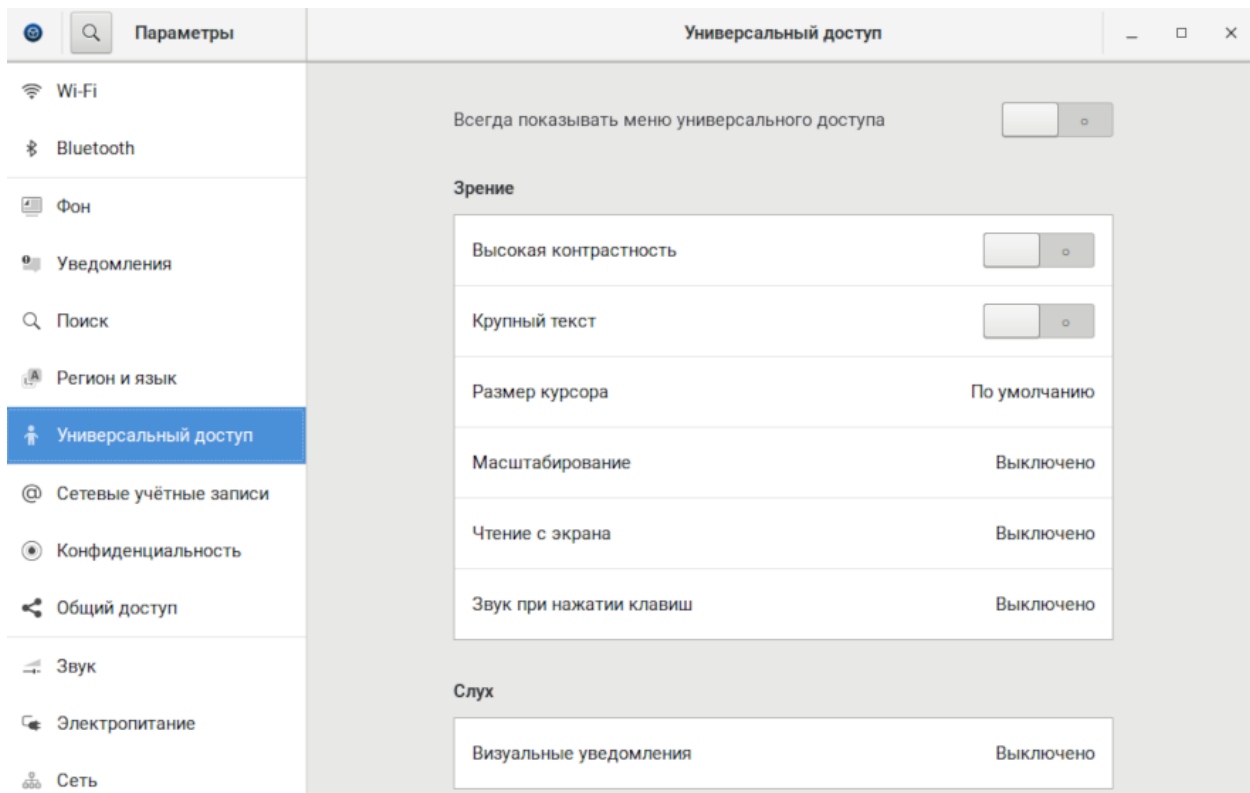 Параметры
Универсальный доступ
Wi-Fi
Bluetooth
Фон
Уведомления
Поиск
Регион и язык
Универсальный доступ
Сетевые учётные записи
Конфиденциальность
Общий доступ
Звук
Электропитание
Сеть
Всегда показывать меню универсального доступа
Зрение
Высокая контрастность
Крупный текст
Размер курсора По умолчанию
Масштабирование Выключено
Чтение с экрана Выключено
Звук при нажатии клавиш Выключено
Слух
Визуальные уведомления Выключено